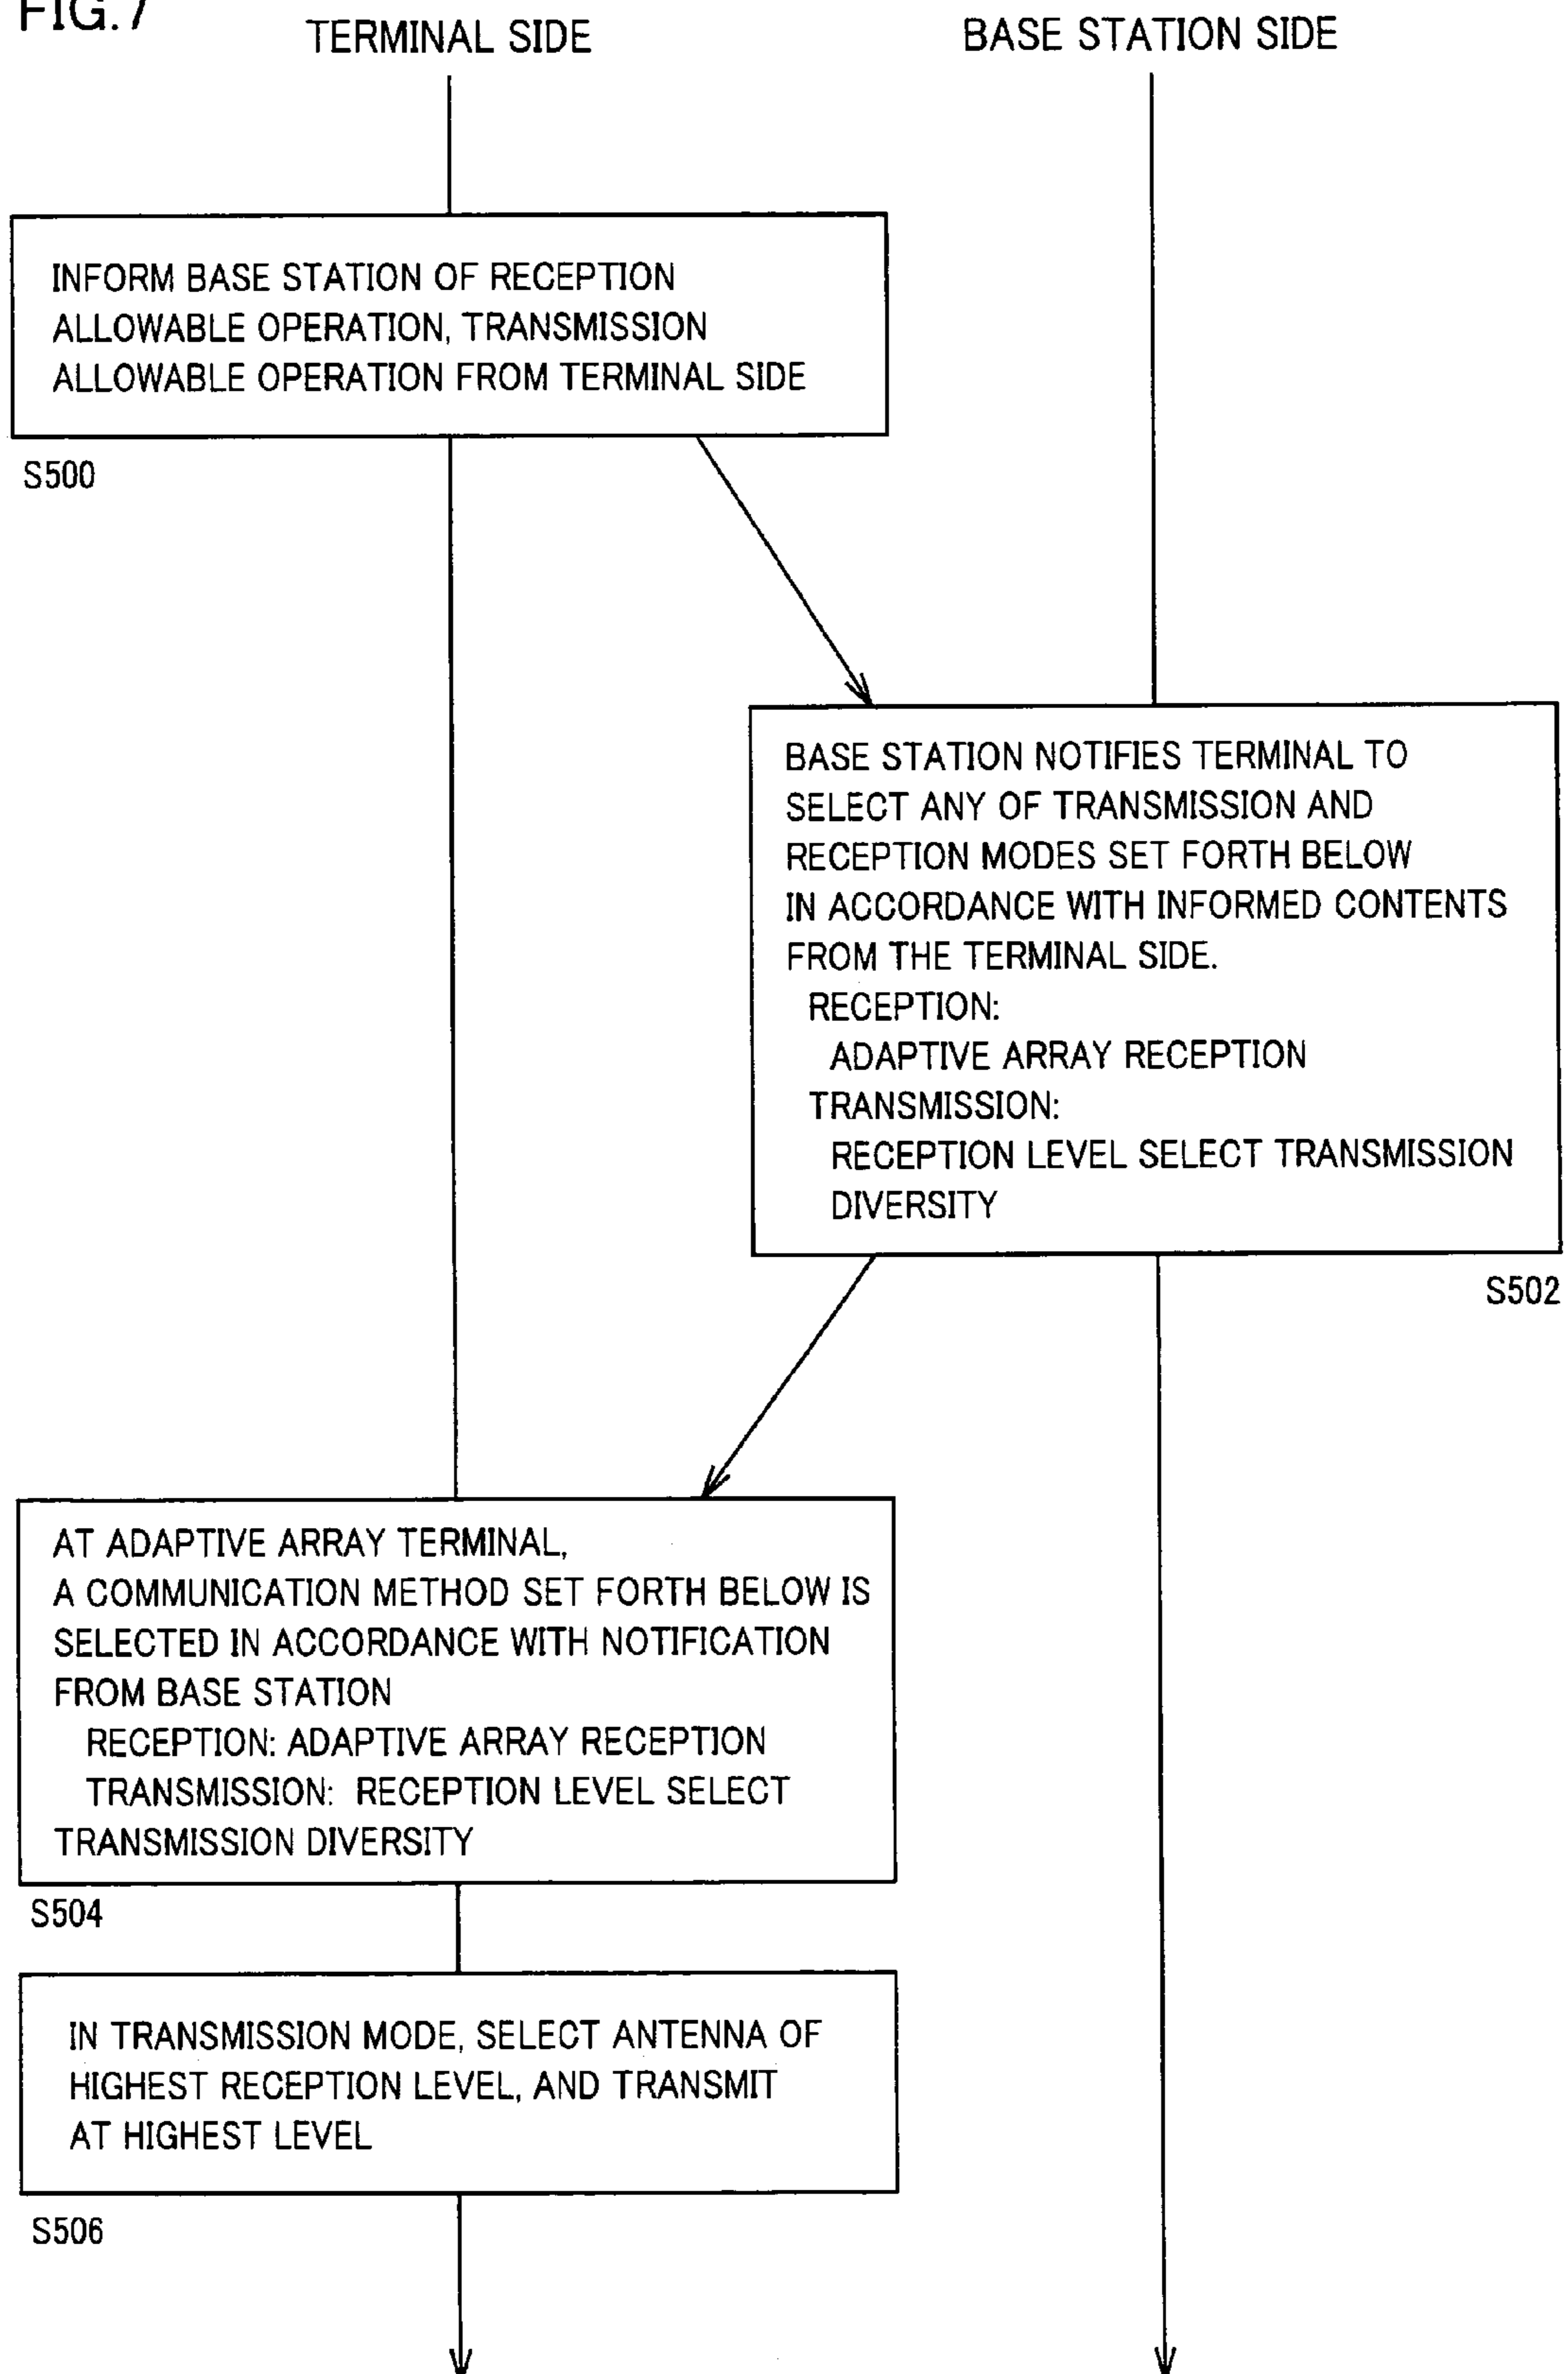 FIG.7
TERMINAL SIDE
BASE STATION SIDE
INFORM BASE STATION OF RECEPTION
ALLOWABLE OPERATION, TRANSMISSION
ALLOWABLE OPERATION FROM TERMINAL SIDE
S500
BASE STATION NOTIFIES TERMINAL TO
SELECT ANY OF TRANSMISSION AND
RECEPTION MODES SET FORTH BELOW
IN ACCORDANCE WITH INFORMED CONTENTS
FROM THE TERMINAL SIDE.
RECEPTION:
ADAPTIVE ARRAY RECEPTION
TRANSMISSION:
RECEPTION LEVEL SELECT TRANSMISSION
DIVERSITY
S502
AT ADAPTIVE ARRAY TERMINAL,
A COMMUNICATION METHOD SET FORTH BELOW IS
SELECTED IN ACCORDANCE WITH NOTIFICATION
FROM BASE STATION
RECEPTION: ADAPTIVE ARRAY RECEPTION
TRANSMISSION: RECEPTION LEVEL SELECT
TRANSMISSION DIVERSITY
S504
IN TRANSMISSION MODE, SELECT ANTENNA OF
HIGHEST RECEPTION LEVEL, AND TRANSMIT
AT HIGHEST LEVEL
S506